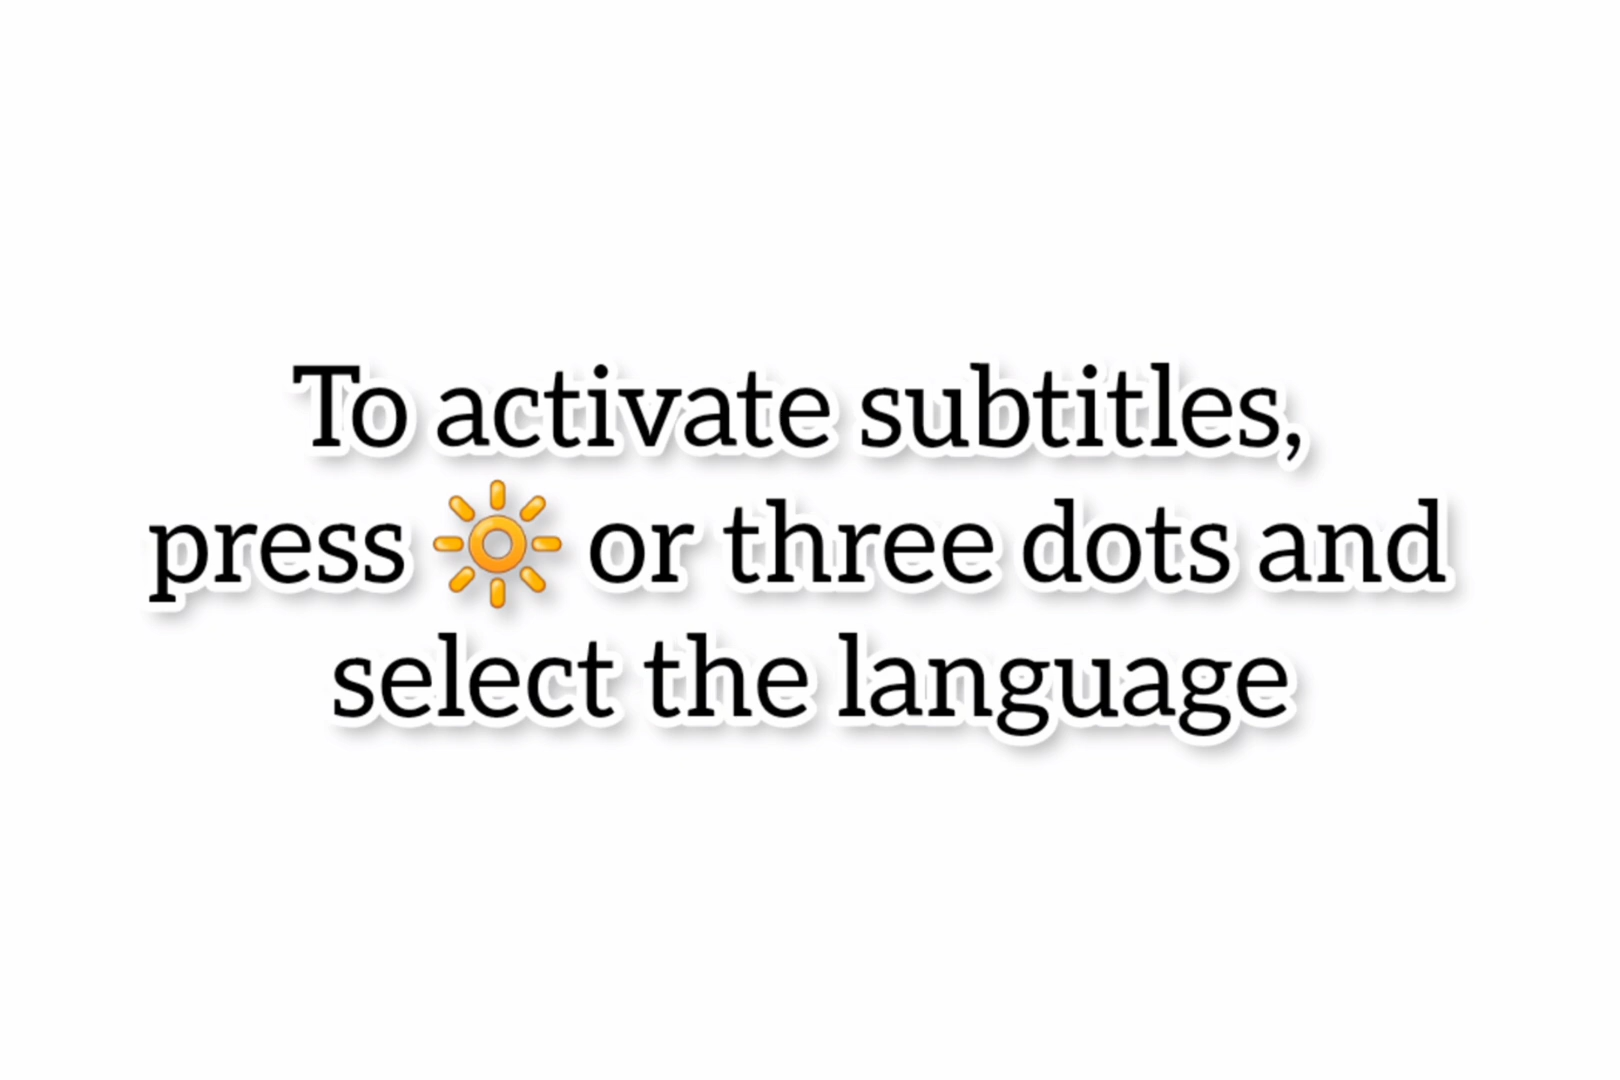 To activate subtitles,
press 🔆 or three dots and
select the language